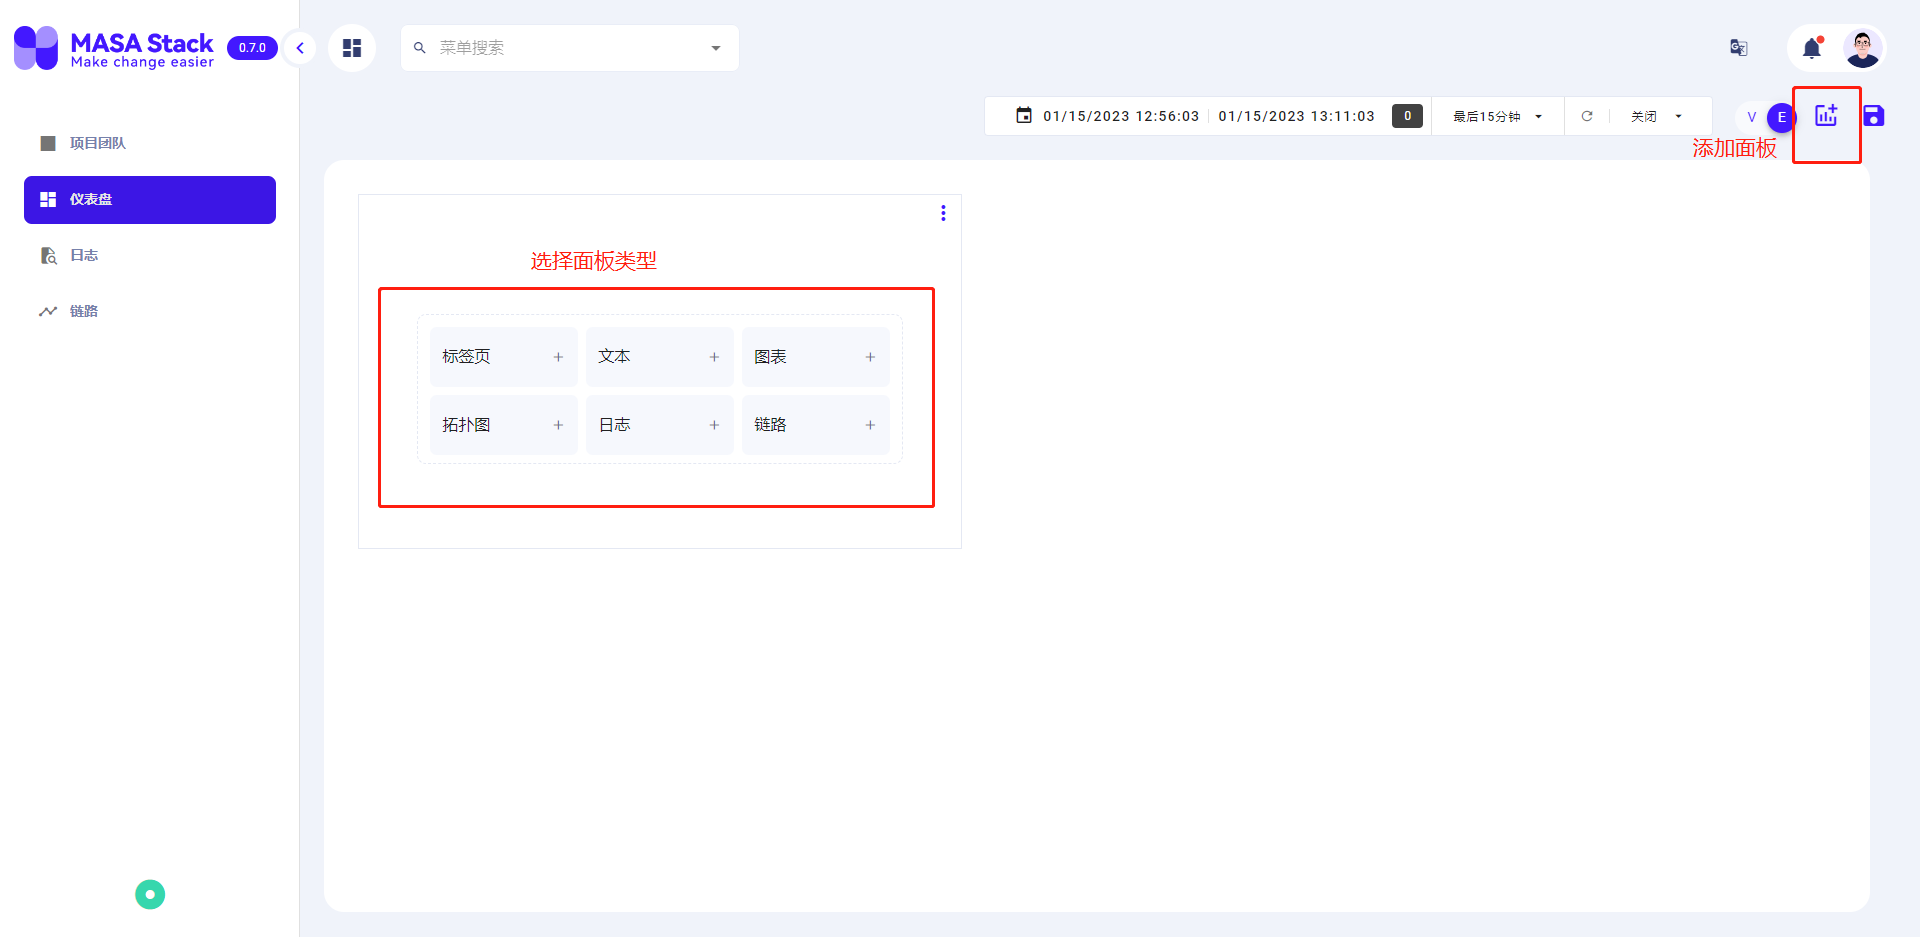 MASA Stack
Make change easier
0.7.0
菜单搜索
01/15/2023 12:56:03
01/15/2023 13:11:03
0
最后15分钟
关闭
V
E
添加面板
项目团队
仪表盘
日志
链路
选择面板类型
标签页
文本
图表
拓扑图
日志
链路